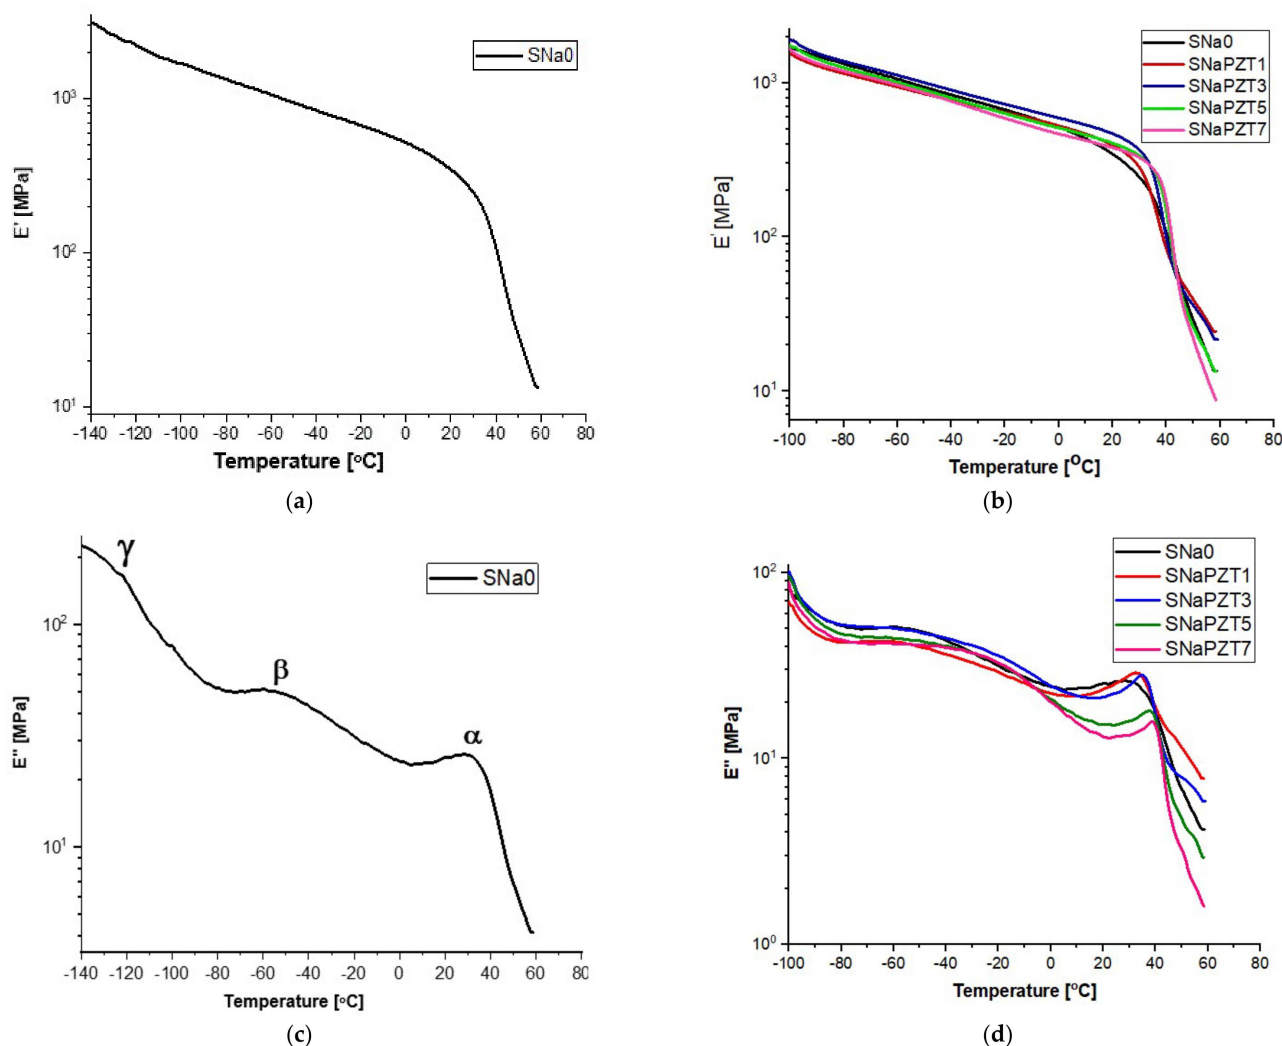 SNa0
10³
10²
10¹
E' [MPa]
-140 -120 -100 -80 -60 -40 -20 0 20 40 60 80
Temperature [°C]
(a)
SNa0
SNaPZT1
SNaPZT3
SNaPZT5
SNaPZT7
10³
10²
10¹
E' [MPa]
-100 -80 -60 -40 -20 0 20 40 60 80
Temperature [°C]
(b)
γ
β
α
SNa0
10²
10¹
E'' [MPa]
-140 -120 -100 -80 -60 -40 -20 0 20 40 60 80
Temperature [°C]
(c)
SNa0
SNaPZT1
SNaPZT3
SNaPZT5
SNaPZT7
10²
10¹
10⁰
E'' [MPa]
-100 -80 -60 -40 -20 0 20 40 60 80
Temperature [°C]
(d)